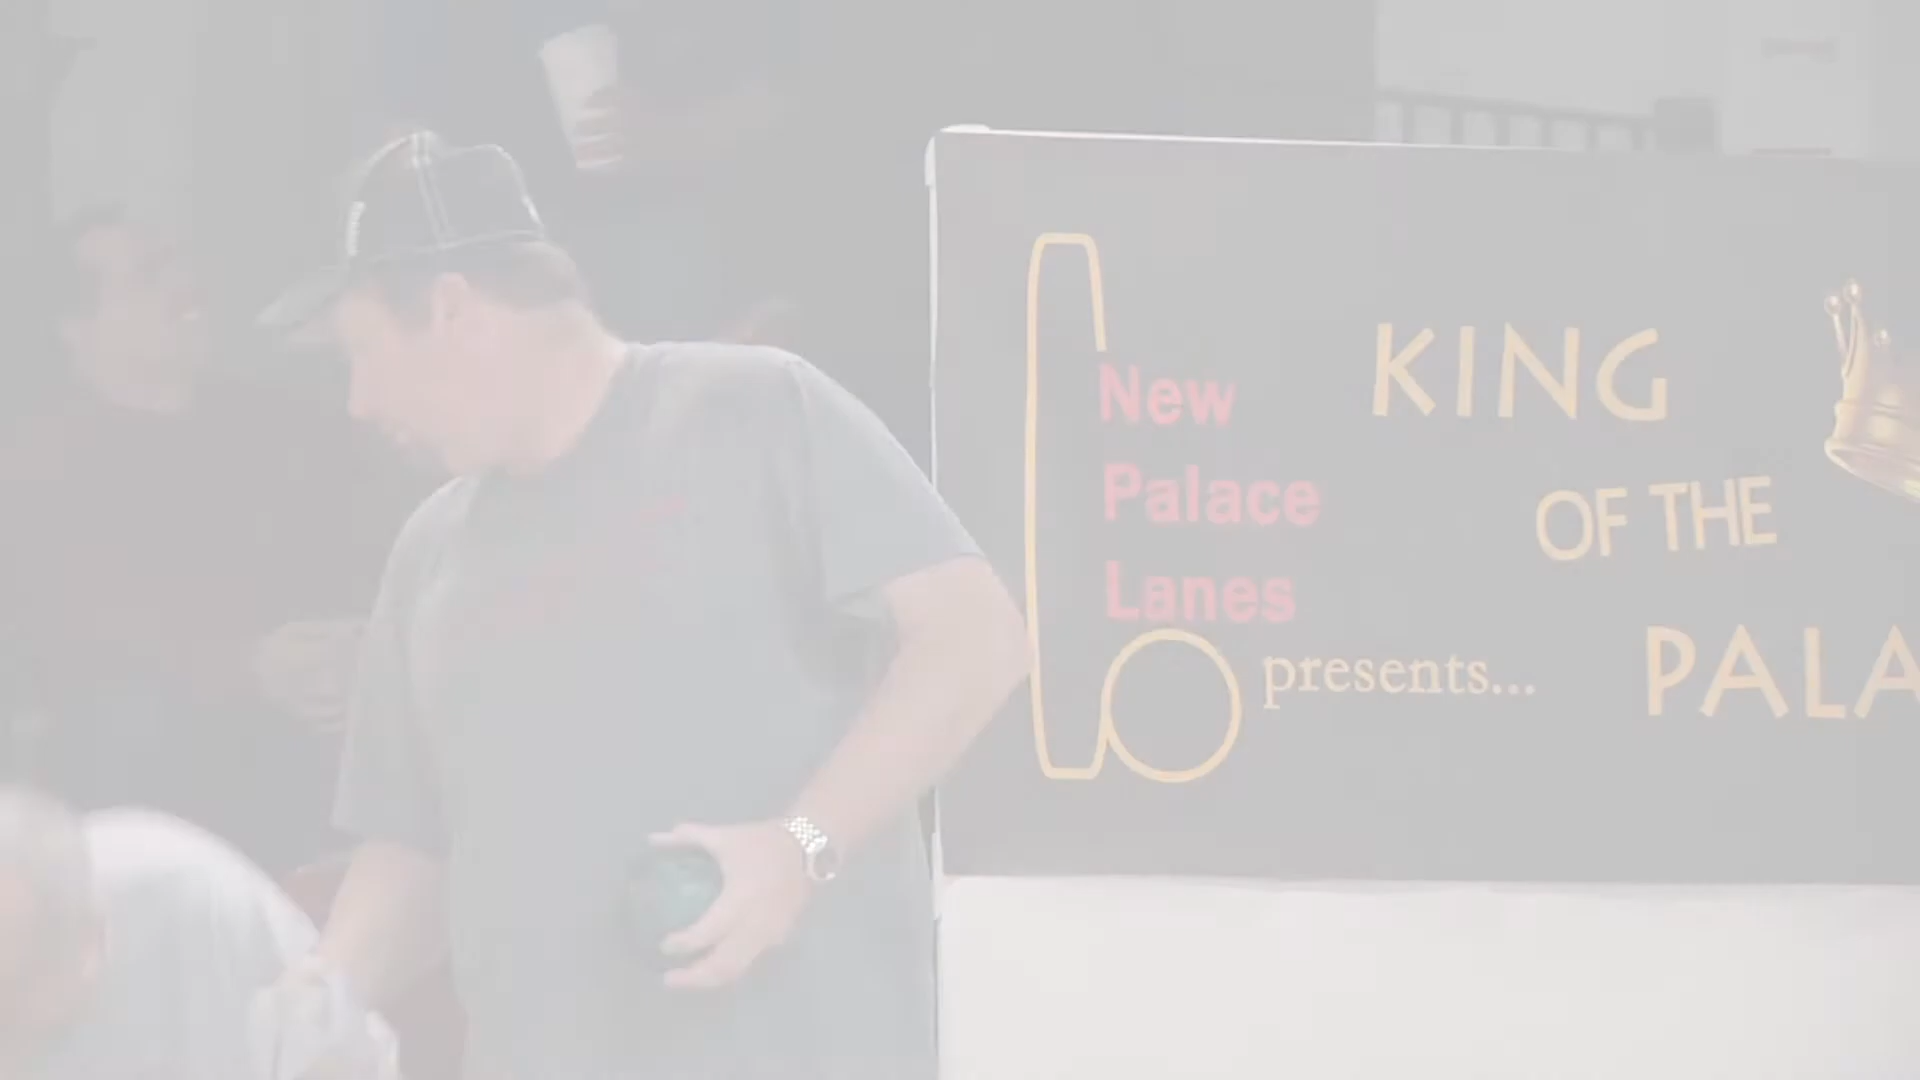 New
Palace
Lanes
presents...
KING
OF THE
PALA